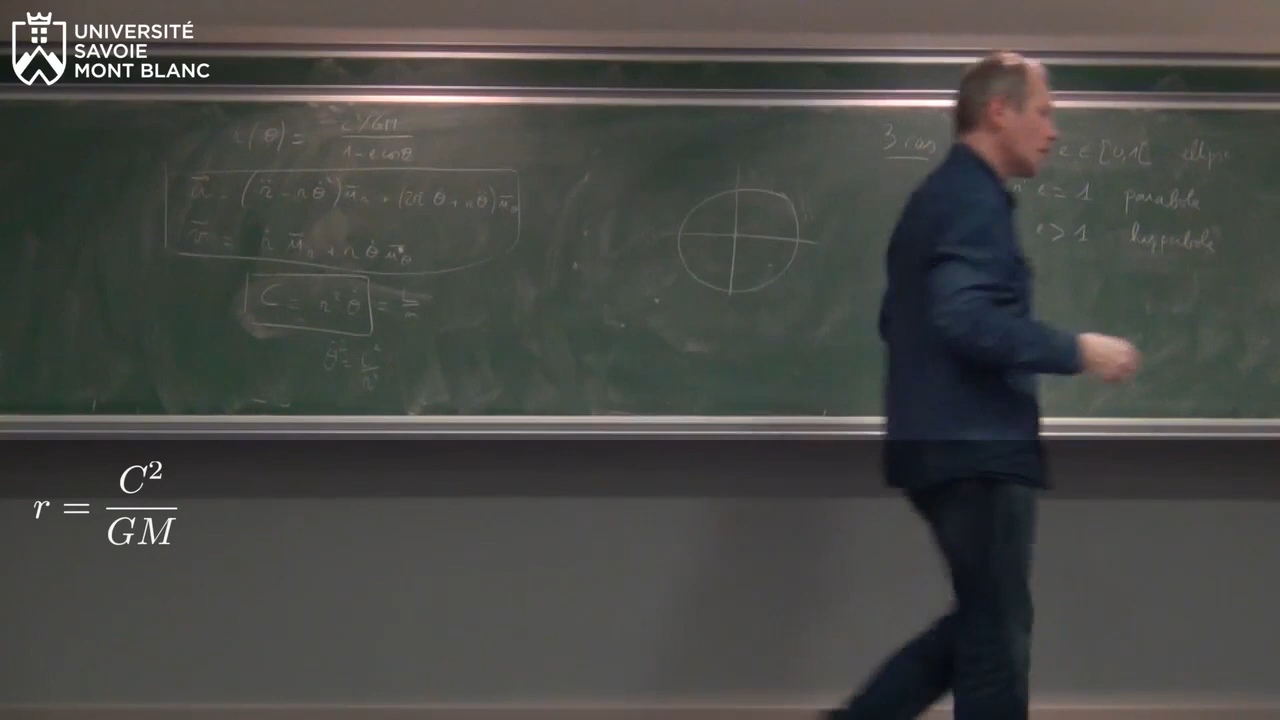 UNIVERSITÉ
SAVOIE
MONT BLANC
r(θ) = C²/GM / 1-e cosθ
a⃗ = (r̈ - rθ̇²) u⃗r + (2ṙθ̇ + rθ̈) u⃗θ
v⃗ = ṙ u⃗r + rθ̇ u⃗θ
C = r²θ̇ = L/m
θ̇² = C²/r⁴
3 cas
e ∈ [0,1[ ellipse
e = 1 parabole
e > 1 hyperbole
r = C²/GM